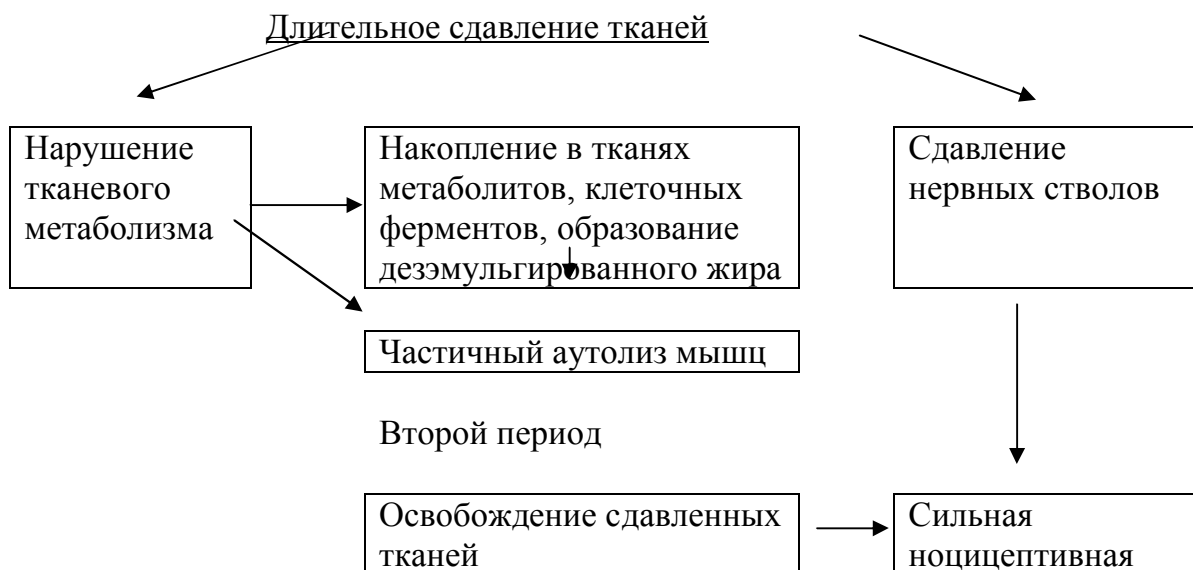 Длительное сдавление тканей
Нарушение
тканевого
метаболизма
Накопление в тканях
метаболитов, клеточных
ферментов, образование
дезэмульгированного жира
Сдавление
нервных стволов
Частичный аутолиз мышц
Второй период
Освобождение сдавленных
тканей
Сильная
ноцицептивная